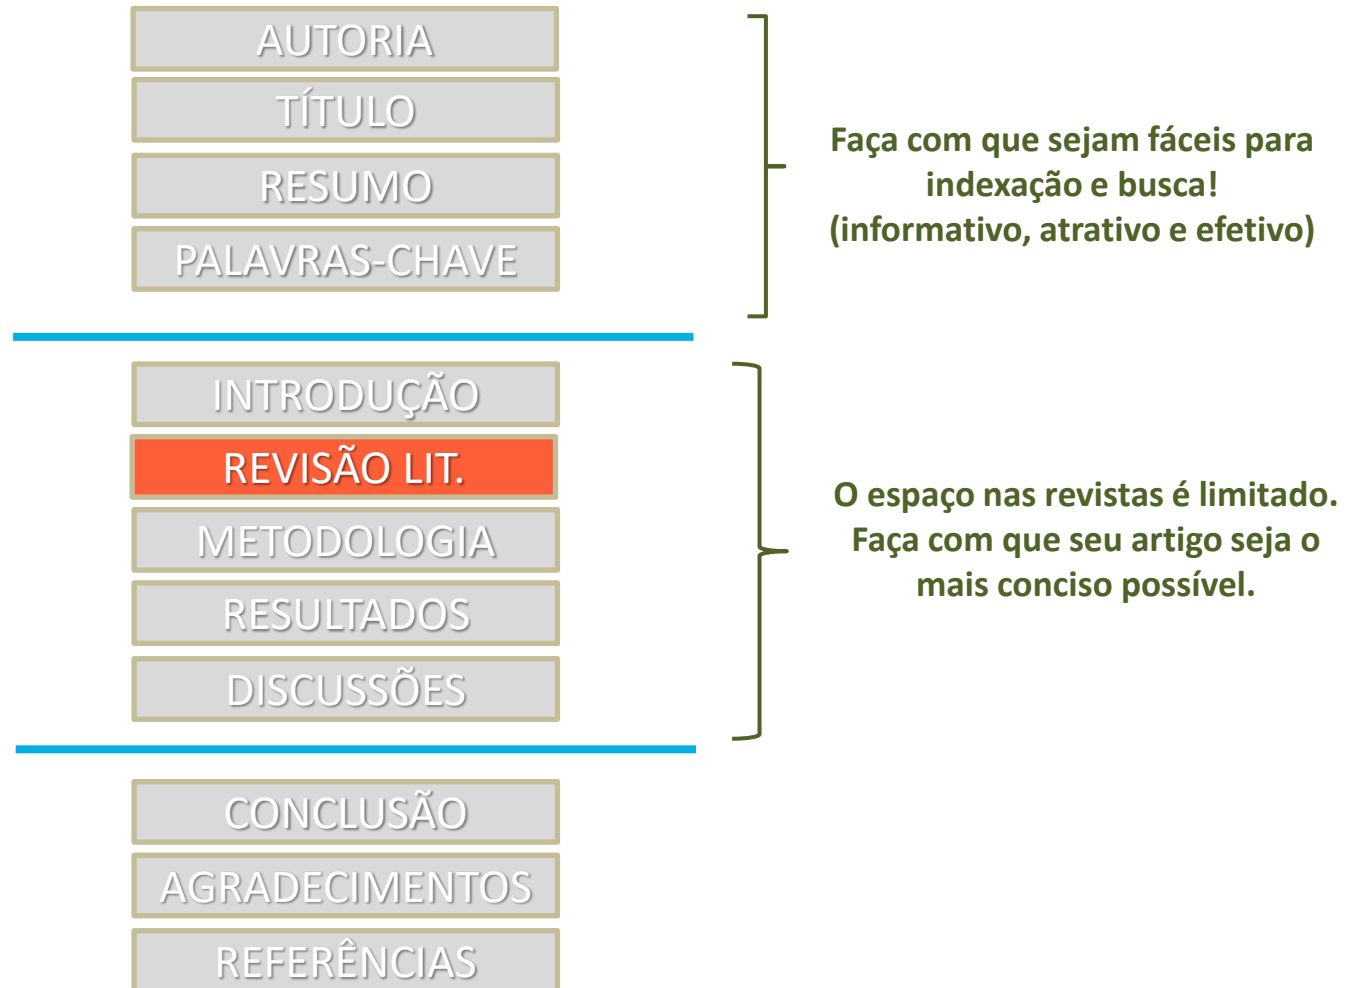 AUTORIA
TÍTULO
RESUMO
PALAVRAS-CHAVE
Faça com que sejam fáceis para
indexação e busca!
(informativo, atrativo e efetivo)
INTRODUÇÃO
REVISÃO LIT.
METODOLOGIA
RESULTADOS
DISCUSSÕES
O espaço nas revistas é limitado.
Faça com que seu artigo seja o
mais conciso possível.
CONCLUSÃO
AGRADECIMENTOS
REFERÊNCIAS